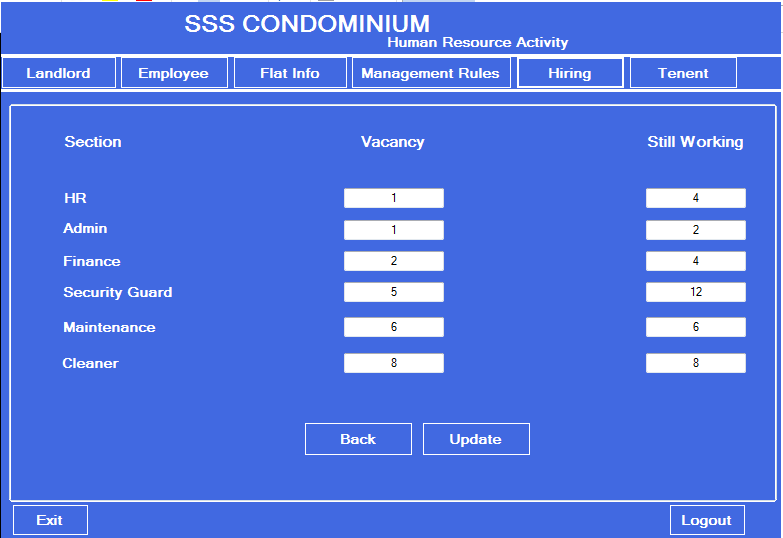 SSS CONDOMINIUM
Human Resource Activity
Landlord Employee Flat Info Management Rules Hiring Tenent
Section Vacancy Still Working
HR 1 4
Admin 1 2
Finance 2 4
Security Guard 5 12
Maintenance 6 6
Cleaner 8 8
Back Update
Exit Logout